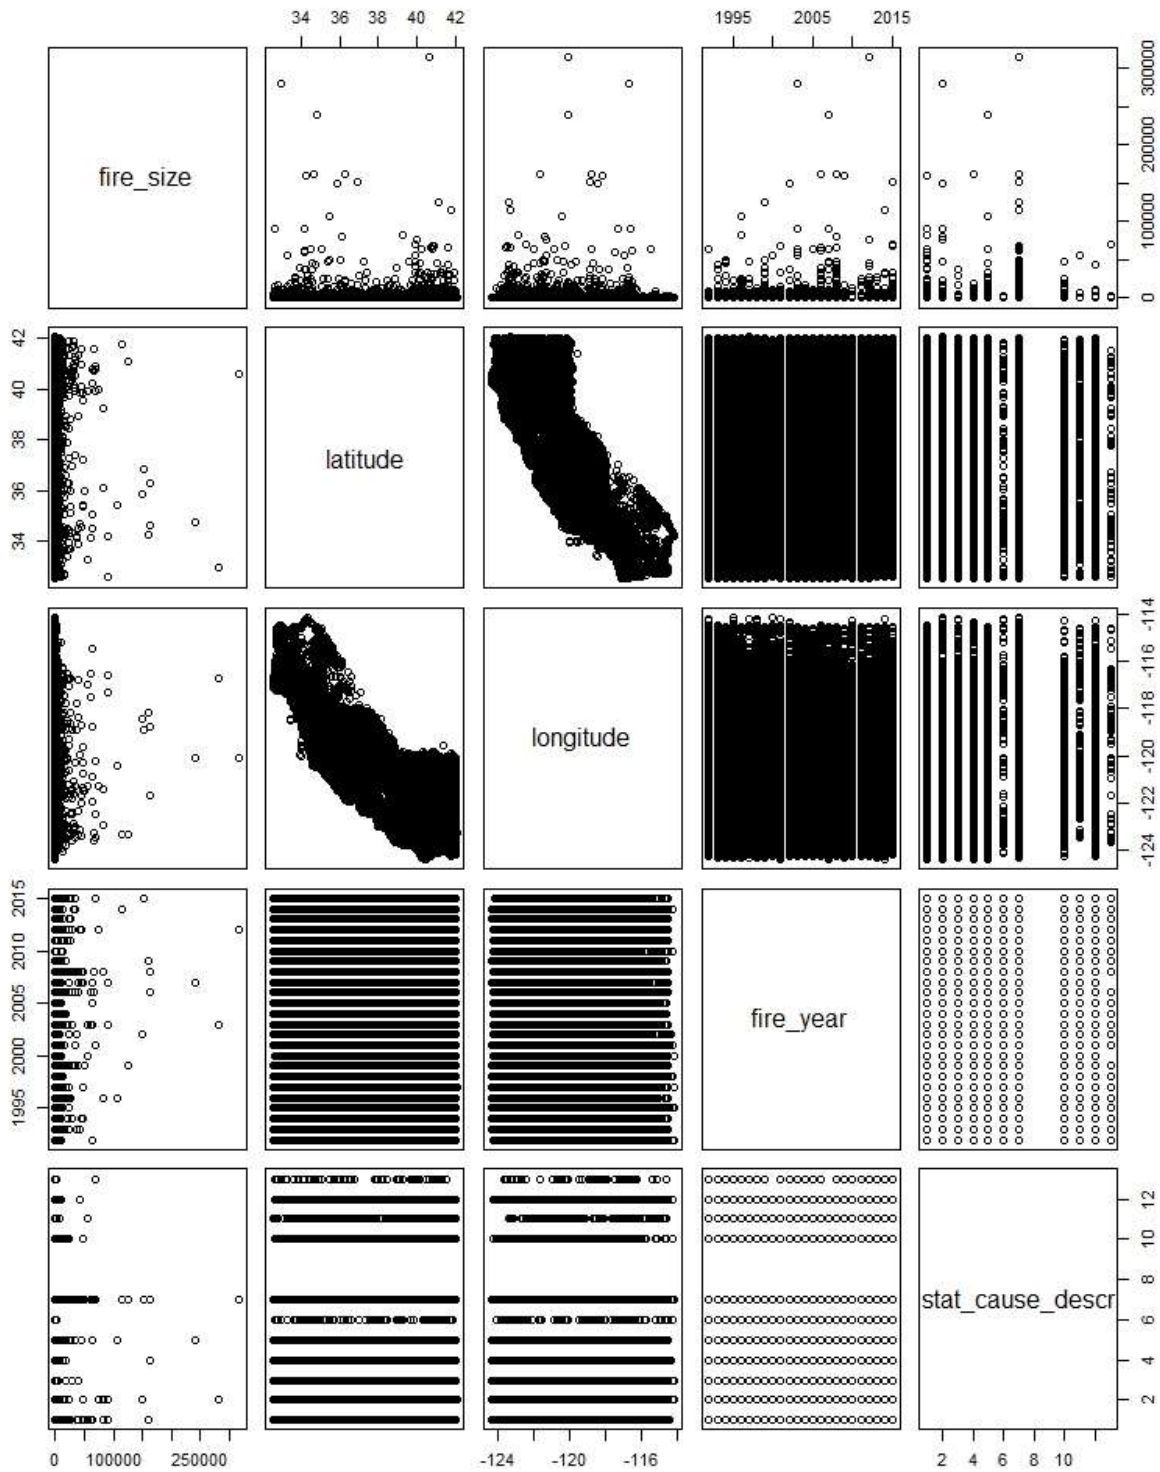 34 36 38 40 42
1995 2005 2015
fire_size
0 100000 200000 300000
34 36 38 40 42
latitude
longitude
-124 -122 -120 -118 -116 -114
1995 2000 2005 2010 2015
fire_year
stat_cause_descr
2 4 6 8 10 12
0 100000 250000
-124 -120 -116
2 4 6 8 10